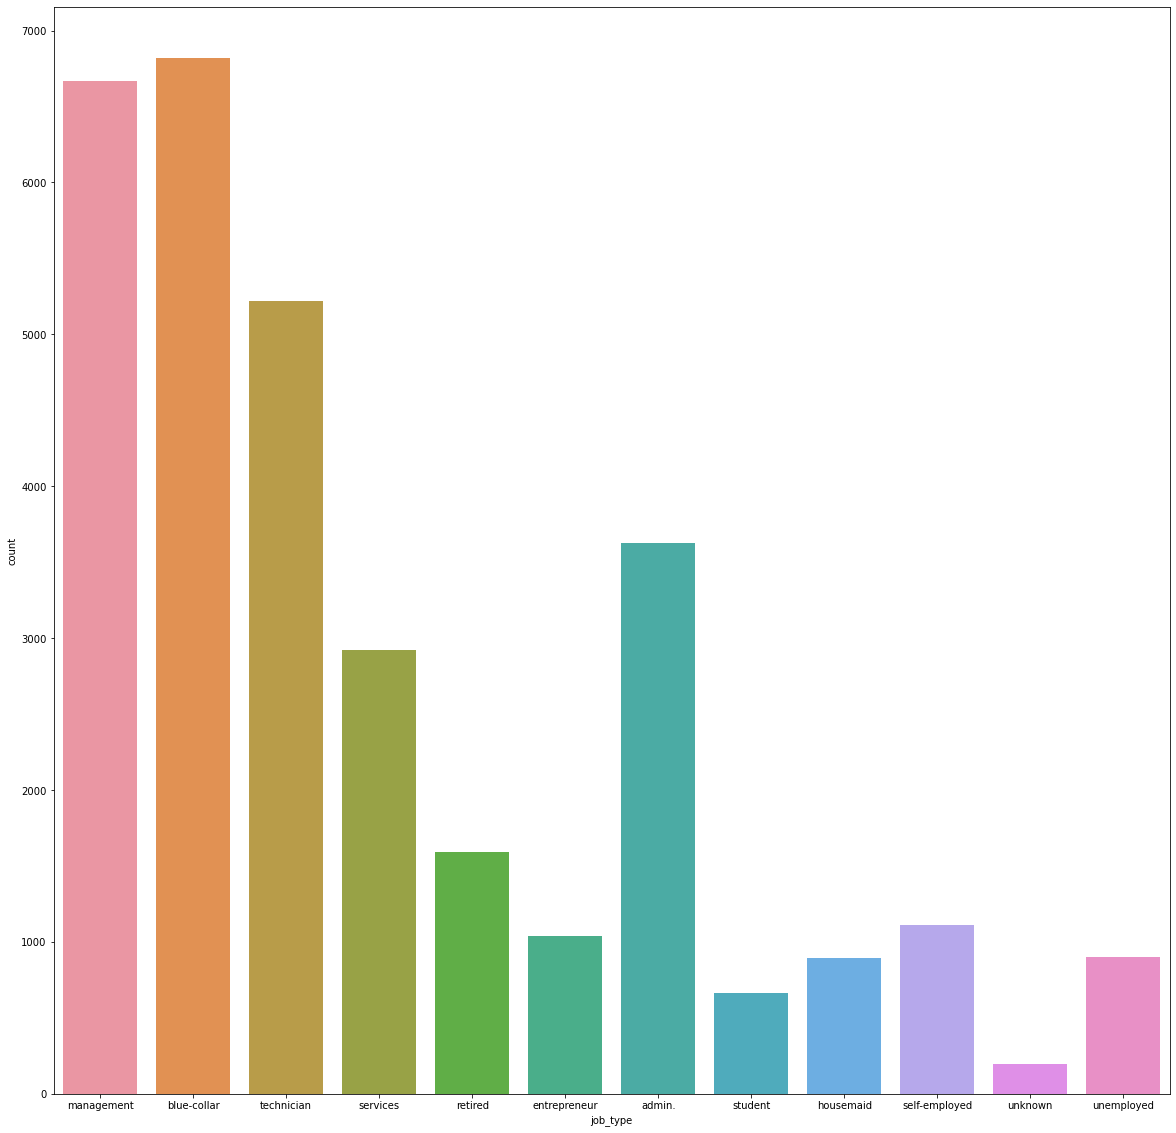 7000
6000
5000
4000
3000
2000
1000
0
count
management blue-collar technician services retired entrepreneur admin. student housemaid self-employed unknown unemployed
job_type